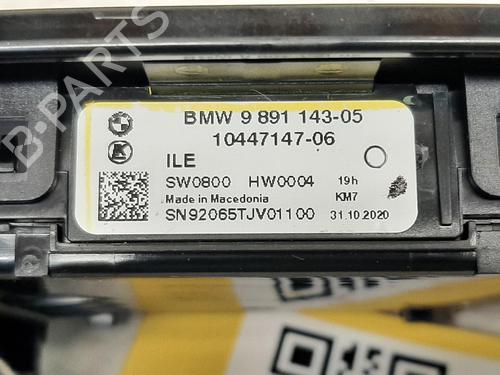 BMW 9 891 143-05
10447147-06
ILE
SW0800 HW0004 19h
Made in Macedonia KM7
SN92065TJV01100 31.10.2020
B-PARTS